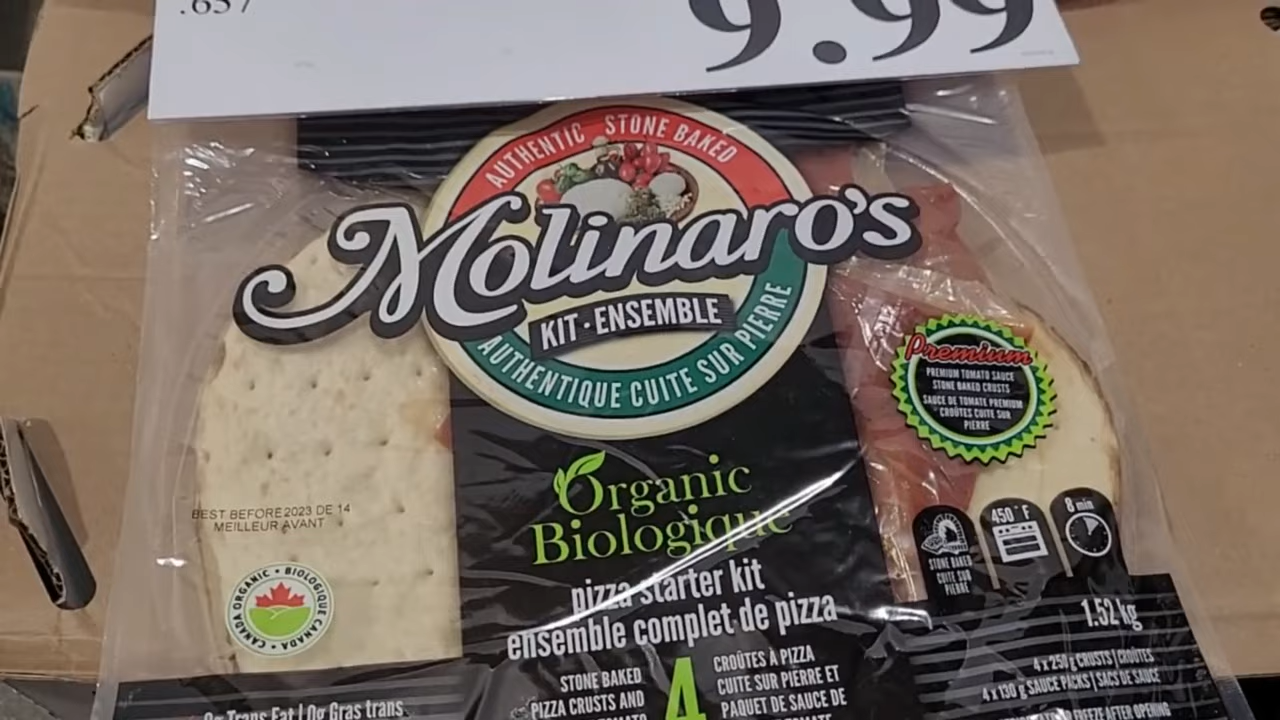 .657
9.99
AUTHENTIC STONE BAKED
Molinaro's
KIT·ENSEMBLE
AUTHENTIQUE CUITE SUR PIERRE
Premium
PREMIUM TOMATO SAUCE
STONE BAKED CRUSTS
SAUCE DE TOMATE PREMIUM
CROÛTES CUITE SUR
PIERRE
Organic
Biologique
BEST BEFORE 2023 DE 14
MEILLEUR AVANT
CANADA ORGANIC • BIOLOGIQUE CANADA •
450°F
8 min
STONE BAKED
CUITE SUR
PIERRE
pizza starter kit
ensemble complet de pizza
1.52 kg
4 x 250 g CRUSTS | CROÛTES
4 x 130 g SAUCE PACKS | SACS DE SAUCE
STONE BAKED
PIZZA CRUSTS AND
4
CROÛTES À PIZZA
CUITE SUR PIERRE ET
PAQUET DE SAUCE DE
0g Trans Fat | 0g Gras trans
FREEZE AFTER OPENING